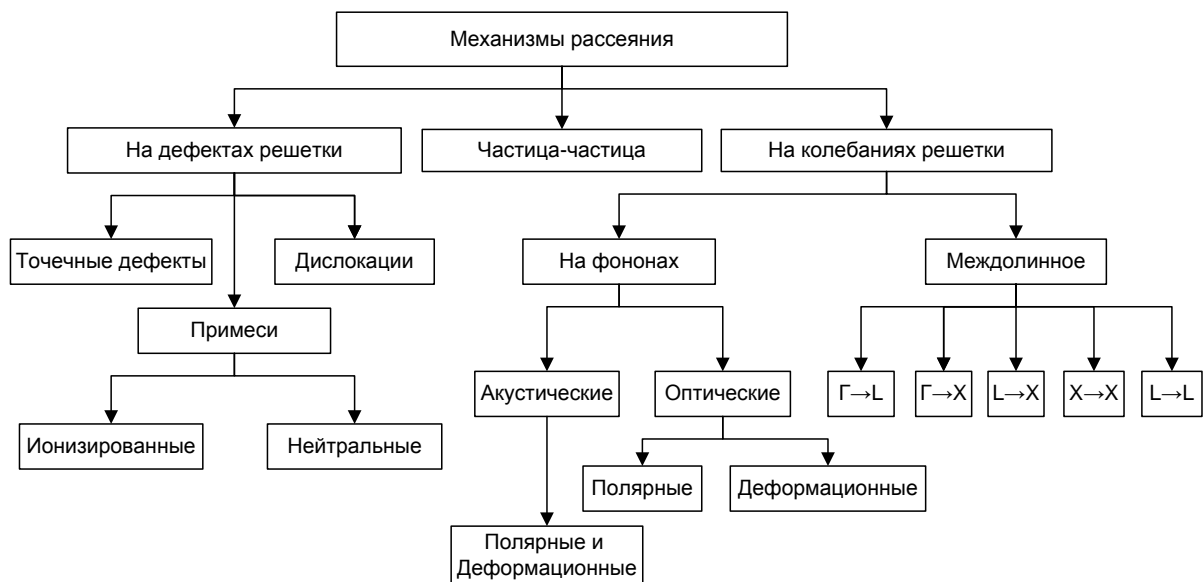 Механизмы рассеяния
На дефектах решетки
Частица-частица
На колебаниях решетки
Точечные дефекты
Дислокации
На фононах
Междолинное
Примеси
Акустические
Оптические
Γ→L
Γ→X
L→X
X→X
L→L
Ионизированные
Нейтральные
Полярные
Деформационные
Полярные и
Деформационные